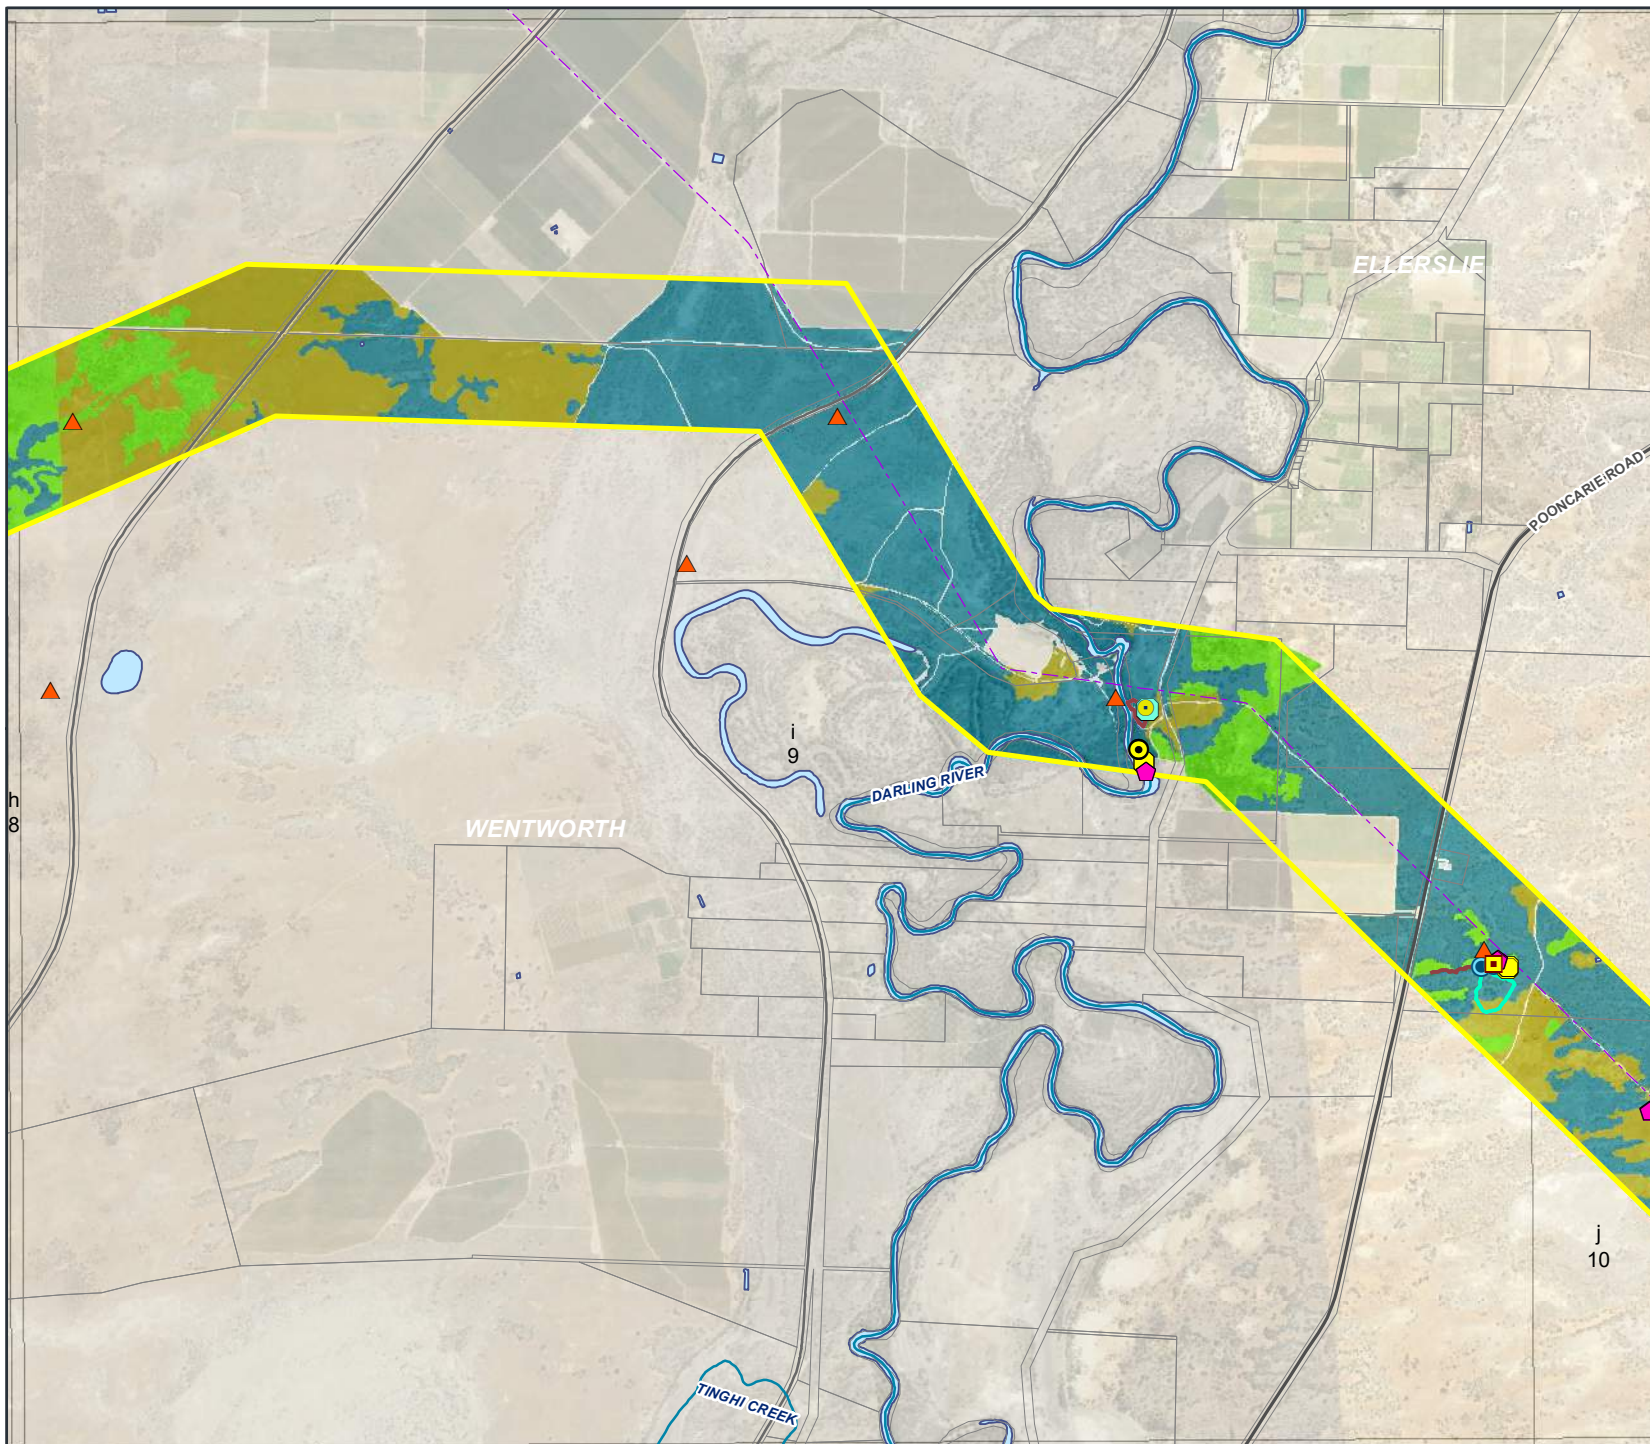 ELLERSLIE
POONCARIE ROAD
i
9
DARLING RIVER
h
8
WENTWORTH
j
10
TINGHI CREEK